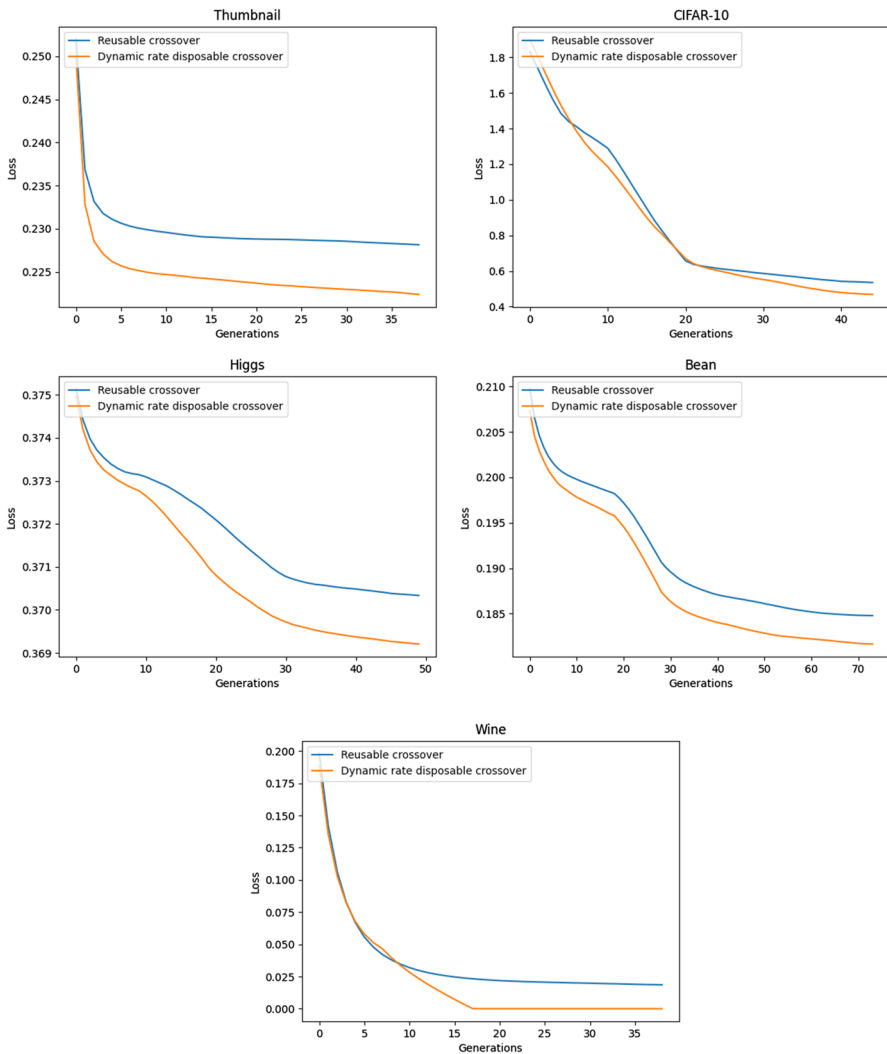 Thumbnail
Reusable crossover
Dynamic rate disposable crossover
0.250
0.245
0.240
0.235
0.230
0.225
Loss
0 5 10 15 20 25 30 35
Generations
CIFAR-10
Reusable crossover
Dynamic rate disposable crossover
1.8
1.6
1.4
1.2
1.0
0.8
0.6
0.4
Loss
0 10 20 30 40
Generations
Higgs
Reusable crossover
Dynamic rate disposable crossover
0.375
0.374
0.373
0.372
0.371
0.370
0.369
Loss
0 10 20 30 40 50
Generations
Bean
Reusable crossover
Dynamic rate disposable crossover
0.210
0.205
0.200
0.195
0.190
0.185
Loss
0 10 20 30 40 50 60 70
Generations
Wine
Reusable crossover
Dynamic rate disposable crossover
0.200
0.175
0.150
0.125
0.100
0.075
0.050
0.025
0.000
Loss
0 5 10 15 20 25 30 35
Generations